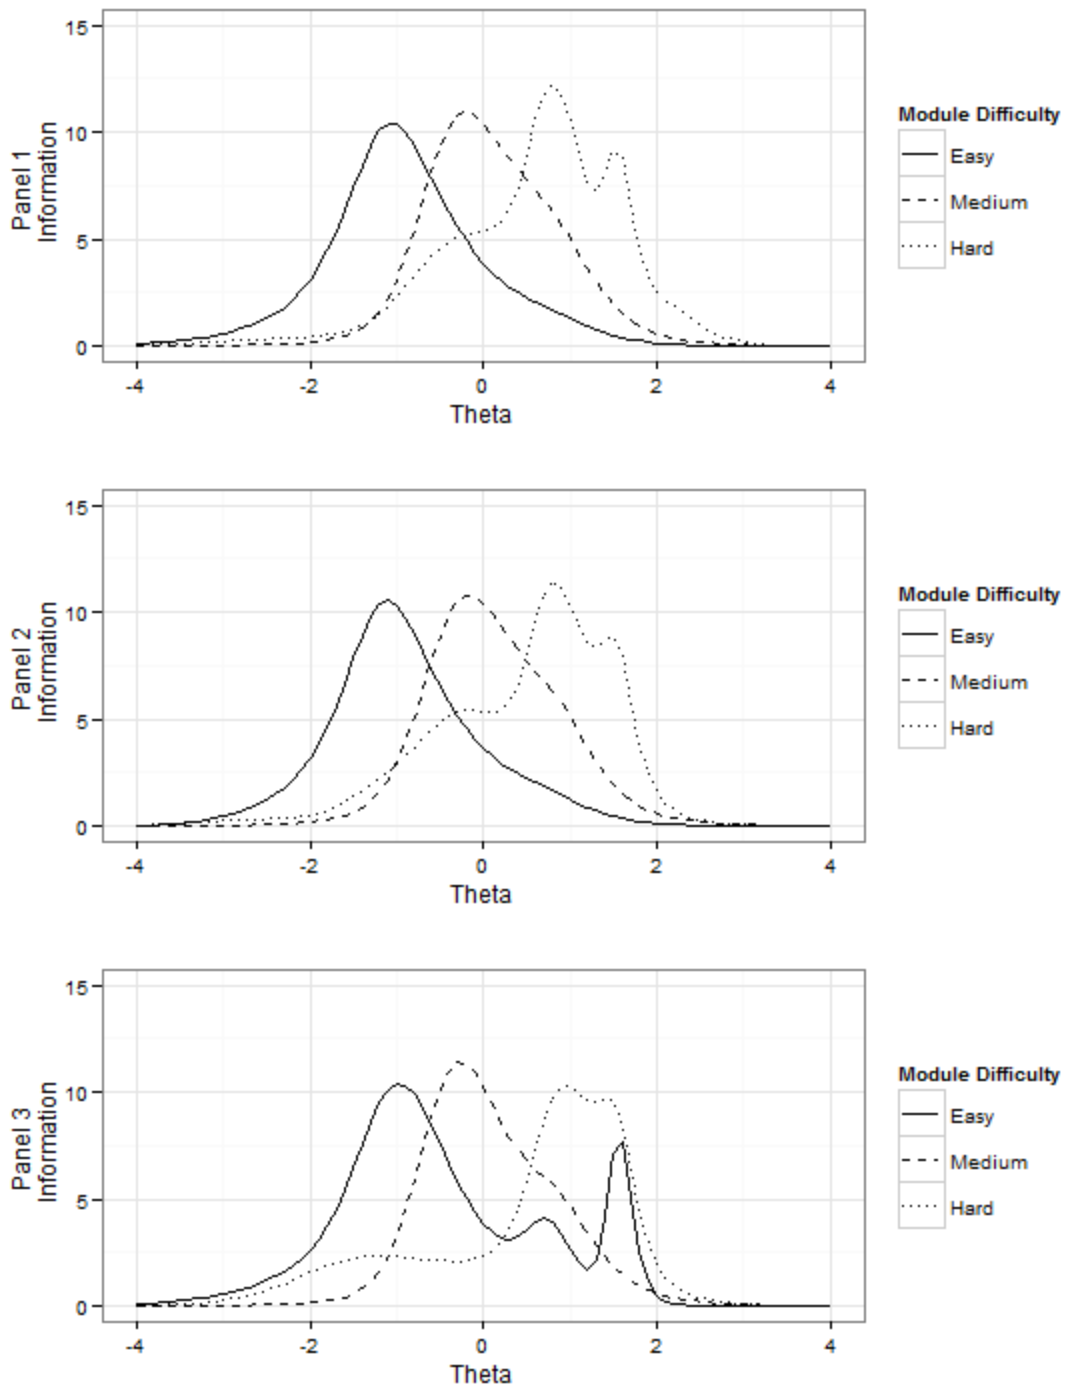 Panel 1
Information
15
10
5
0
-4 -2 0 2 4
Theta
Module Difficulty
Easy
Medium
Hard
Panel 2
Information
15
10
5
0
-4 -2 0 2 4
Theta
Module Difficulty
Easy
Medium
Hard
Panel 3
Information
15
10
5
0
-4 -2 0 2 4
Theta
Module Difficulty
Easy
Medium
Hard